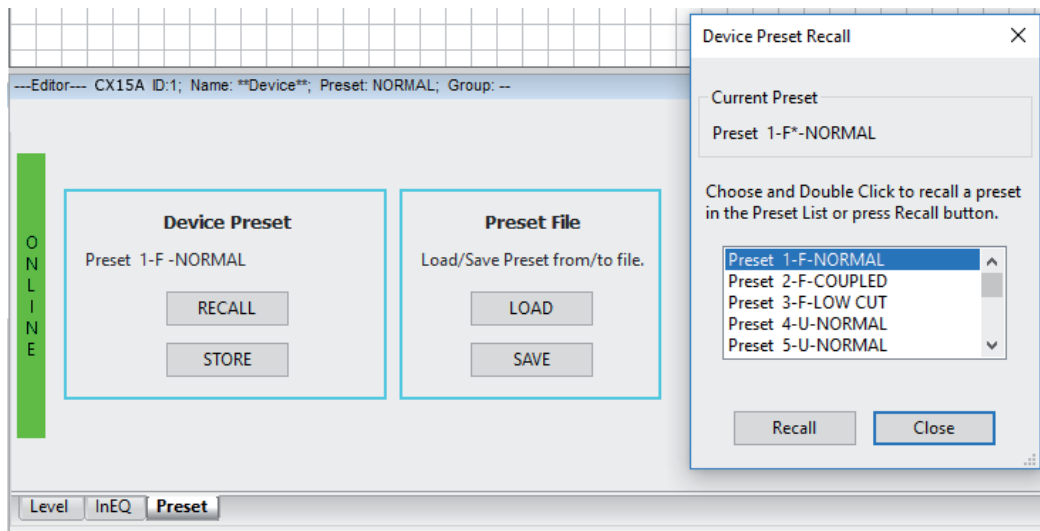 ---Editor--- CX15A ID:1; Name: **Device**; Preset: NORMAL; Group: --
O
N
L
I
N
E
Device Preset
Preset 1-F -NORMAL
RECALL
STORE
Preset File
Load/Save Preset from/to file.
LOAD
SAVE
Level InEQ Preset
Device Preset Recall
Current Preset
Preset 1-F*-NORMAL
Choose and Double Click to recall a preset
in the Preset List or press Recall button.
Preset 1-F-NORMAL
Preset 2-F-COUPLED
Preset 3-F-LOW CUT
Preset 4-U-NORMAL
Preset 5-U-NORMAL
Recall Close